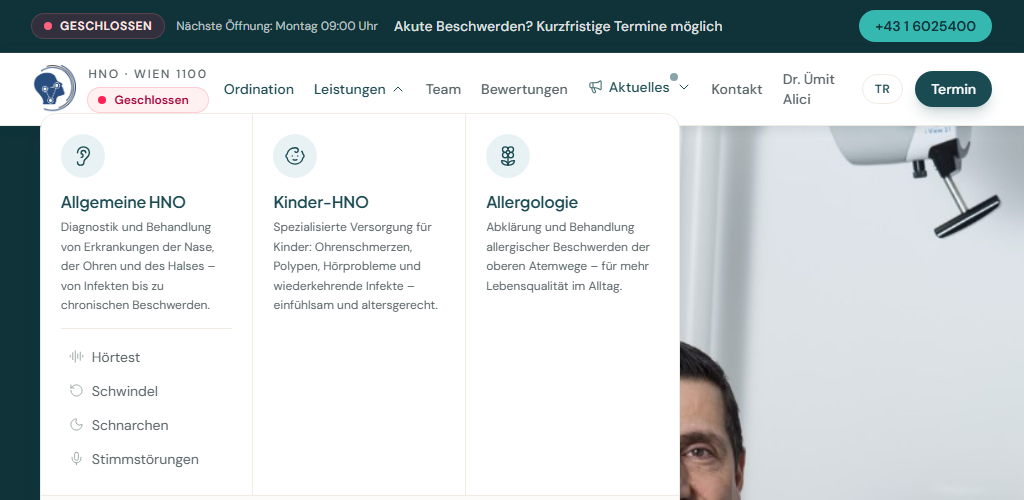 GESCHLOSSEN
Nächste Öffnung: Montag 09:00 Uhr
Akute Beschwerden? Kurzfristige Termine möglich
+43 1 6025400
HNO · WIEN 1100
Geschlossen
Ordination
Leistungen
Team
Bewertungen
Aktuelles
Kontakt
Dr. Ümit
Alici
TR
Termin
Allgemeine HNO
Diagnostik und Behandlung
von Erkrankungen der Nase,
der Ohren und des Halses –
von Infekten bis zu
chronischen Beschwerden.
Hörtest
Schwindel
Schnarchen
Stimmstörungen
Kinder-HNO
Spezialisierte Versorgung für
Kinder: Ohrenschmerzen,
Polypen, Hörprobleme und
wiederkehrende Infekte –
einfühlsam und altersgerecht.
Allergologie
Abklärung und Behandlung
allergischer Beschwerden der
oberen Atemwege – für mehr
Lebensqualität im Alltag.